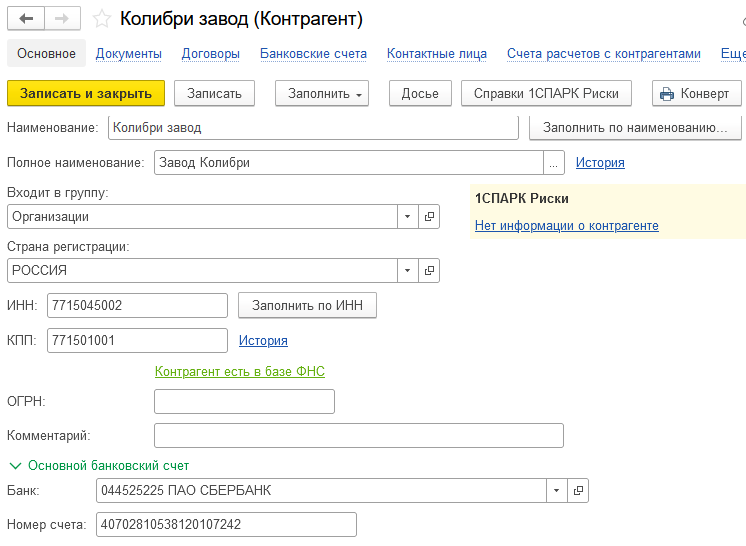 Колибри завод (Контрагент)
Основное Документы Договоры Банковские счета Контактные лица Счета расчетов с контрагентами Еще
Записать и закрыть Записать Заполнить Досье Справки 1СПАРК Риски Конверт
Наименование: Колибри завод Заполнить по наименованию...
Полное наименование: Завод Колибри ... История
Входит в группу:
1СПАРК Риски
Организации
Нет информации о контрагенте
Страна регистрации:
РОССИЯ
ИНН: 7715045002 Заполнить по ИНН
КПП: 771501001 История
Контрагент есть в базе ФНС
ОГРН:
Комментарий:
Основной банковский счет
Банк: 044525225 ПАО СБЕРБАНК
Номер счета: 40702810538120107242